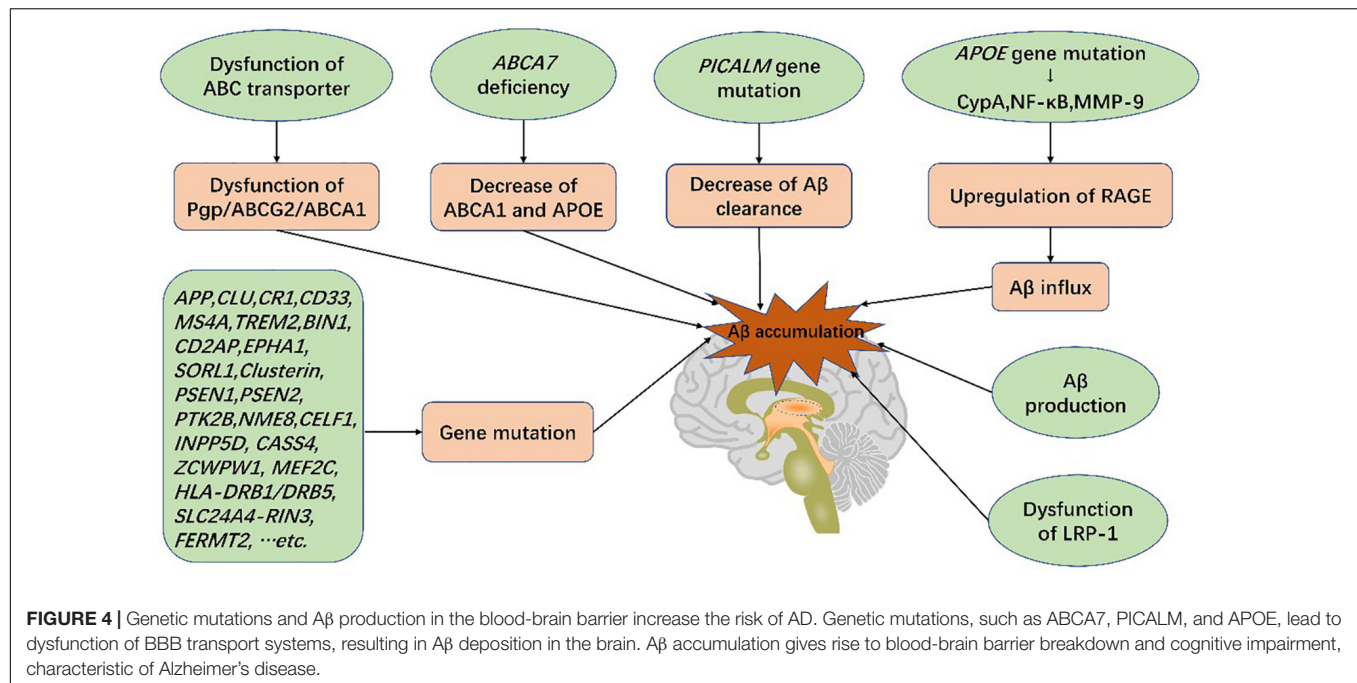 Dysfunction of
ABC transporter
ABCA7
deficiency
PICALM gene
mutation
APOE gene mutation
↓
CypA,NF-κB,MMP-9
Dysfunction of
Pgp/ABCG2/ABCA1
Decrease of
ABCA1 and APOE
Decrease of Aβ
clearance
Upregulation of RAGE
Aβ influx
APP,CLU,CR1,CD33,
MS4A,TREM2,BIN1,
CD2AP,EPHA1,
SORL1,Clusterin,
PSEN1,PSEN2,
PTK2B,NME8,CELF1,
INPP5D, CASS4,
ZCWPW1, MEF2C,
HLA-DRB1/DRB5,
SLC24A4-RIN3,
FERMT2, ···etc.
Gene mutation
Aβ accumulation
Aβ
production
Dysfunction
of LRP-1
FIGURE 4 | Genetic mutations and Aβ production in the blood-brain barrier increase the risk of AD. Genetic mutations, such as ABCA7, PICALM, and APOE, lead to
dysfunction of BBB transport systems, resulting in Aβ deposition in the brain. Aβ accumulation gives rise to blood-brain barrier breakdown and cognitive impairment,
characteristic of Alzheimer's disease.